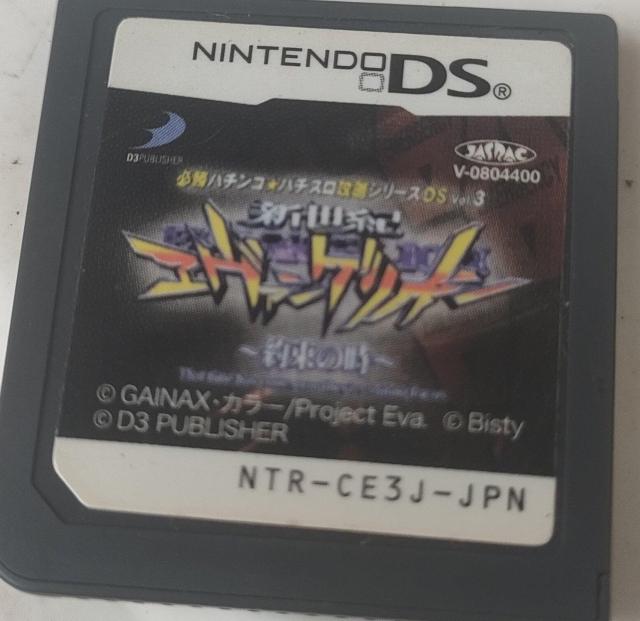 NINTENDO DS®
D3PUBLISHER
JASRAC
V-0804400
必勝パチンコ★パチスロ攻略シリーズDS vol.3
新世紀
エヴァンゲリオン
~約束の時~
© GAINAX・カラー/Project Eva. © Bisty
© D3 PUBLISHER
NTR-CE3J-JPN